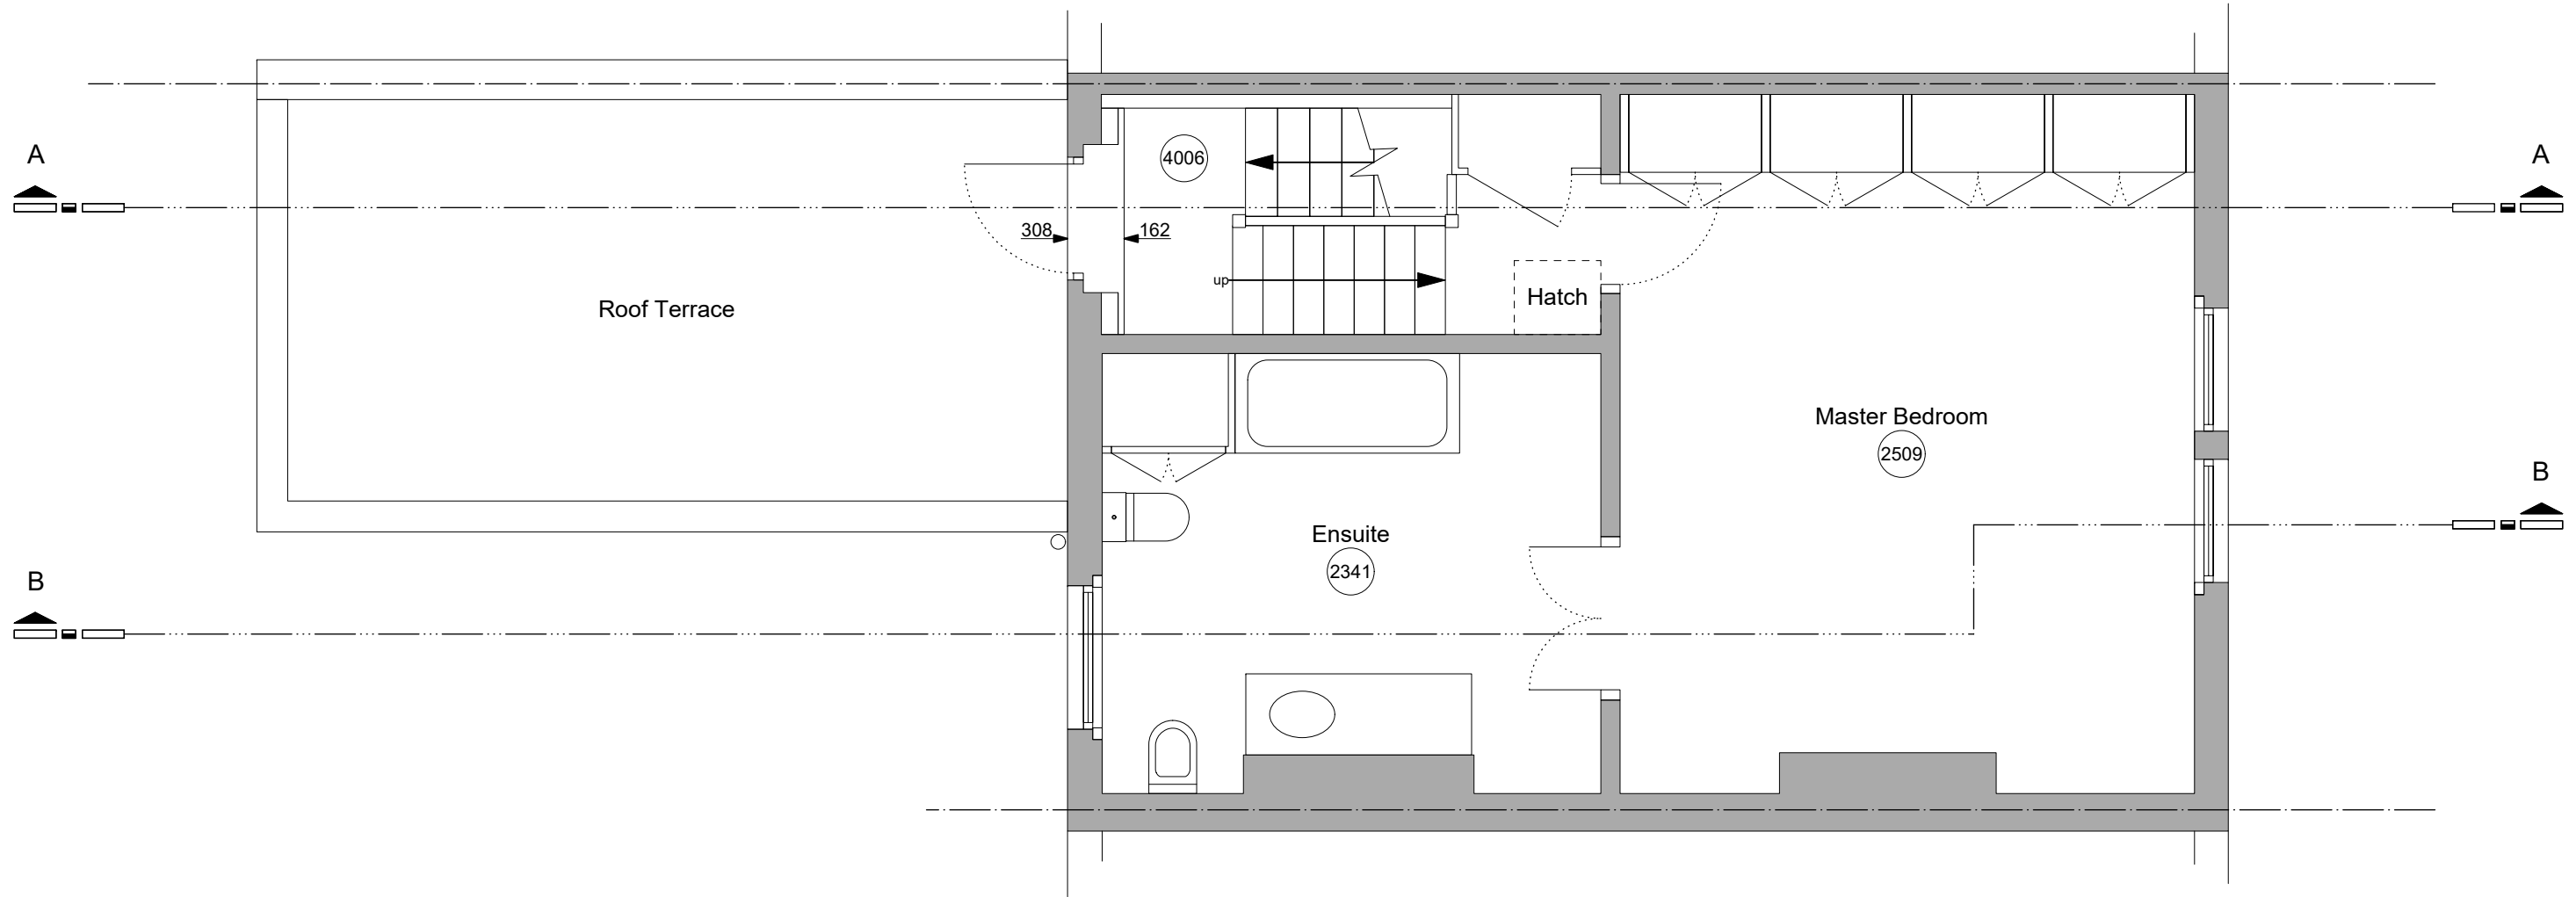 A
A
4006
308
162
up
Hatch
Roof Terrace
Master Bedroom
2509
B
Ensuite
2341
B